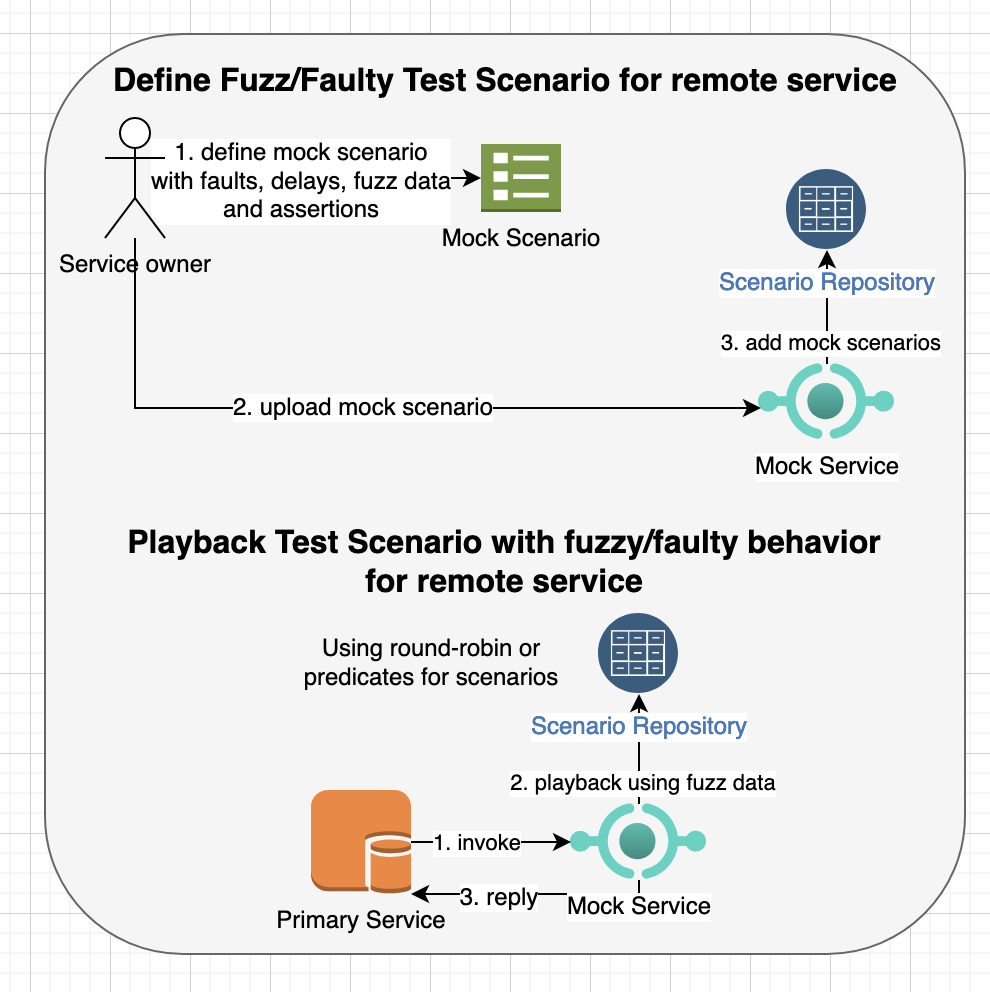 Define Fuzz/Faulty Test Scenario for remote service
1. define mock scenario
with faults, delays, fuzz data
and assertions
Mock Scenario
Service owner
Scenario Repository
3. add mock scenarios
2. upload mock scenario
Mock Service
Playback Test Scenario with fuzzy/faulty behavior
for remote service
Using round-robin or
predicates for scenarios
Scenario Repository
2. playback using fuzz data
1. invoke
3. reply
Mock Service
Primary Service